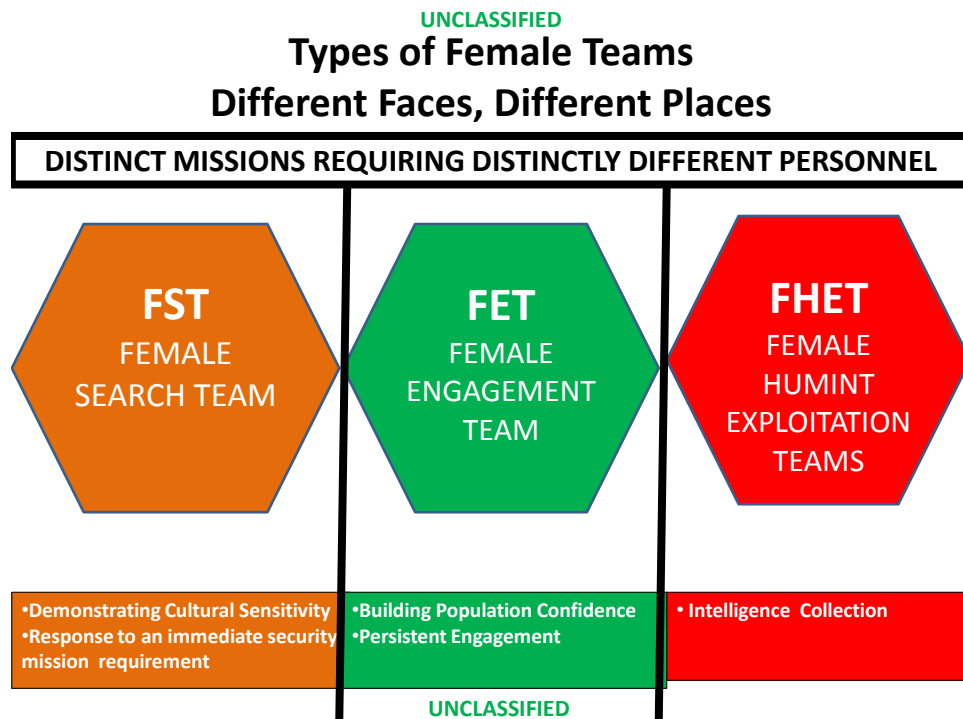 UNCLASSIFIED
Types of Female Teams
Different Faces, Different Places
DISTINCT MISSIONS REQUIRING DISTINCTLY DIFFERENT PERSONNEL
FST
FEMALE
SEARCH TEAM
FET
FEMALE
ENGAGEMENT
TEAM
FHET
FEMALE
HUMINT
EXPLOITATION
TEAMS
•Demonstrating Cultural Sensitivity
•Response to an immediate security
mission requirement
•Building Population Confidence
•Persistent Engagement
• Intelligence Collection
UNCLASSIFIED